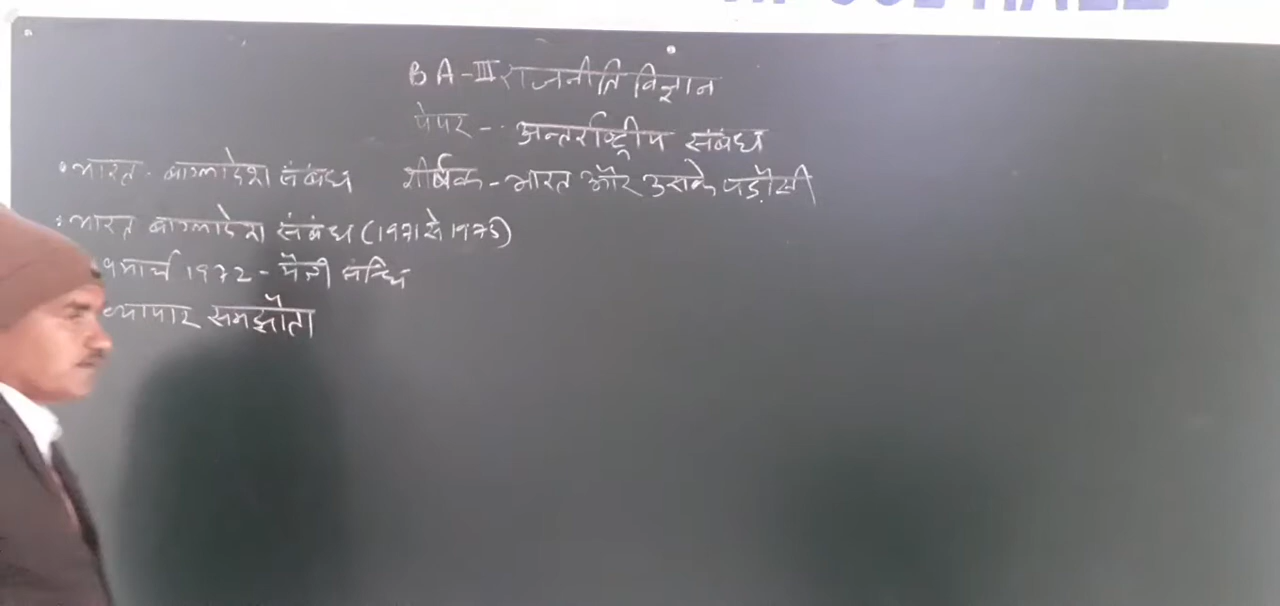 BA-III राजनीति विज्ञान
पेपर - अन्तर्राष्ट्रीय संबंध
शीर्षक - भारत और उसके पड़ौसी
भारत - बाग्लादेश संबंध
भारत बाग्लादेश संबंध (1971 से 1975)
मार्च 1972 - मैत्री सन्धि
व्यापार समझौता